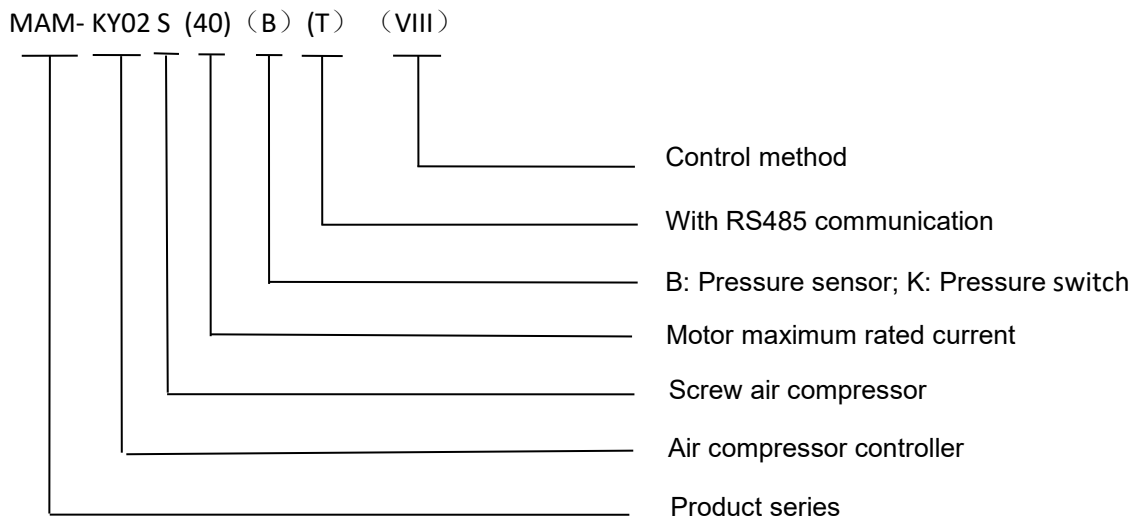 MAM- KY02 S (40)（B）(T） （VIII）
Control method
With RS485 communication
B: Pressure sensor; K: Pressure switch
Motor maximum rated current
Screw air compressor
Air compressor controller
Product series